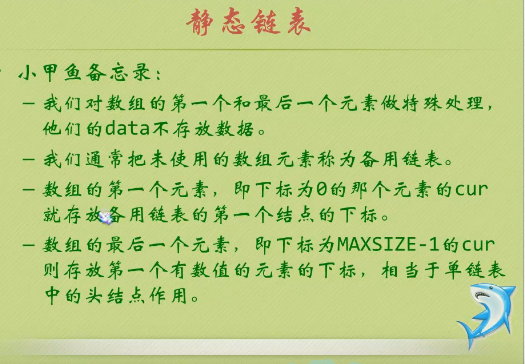 静态链表
小甲鱼备忘录:
– 我们对数组的第一个和最后一个元素做特殊处理,
他们的data不存放数据。
– 我们通常把未使用的数组元素称为备用链表。
– 数组的第一个元素,即下标为0的那个元素的cur
就存放备用链表的第一个结点的下标。
– 数组的最后一个元素,即下标为MAXSIZE-1的cur
则存放第一个有数值的元素的下标,相当于单链表
中的头结点作用。